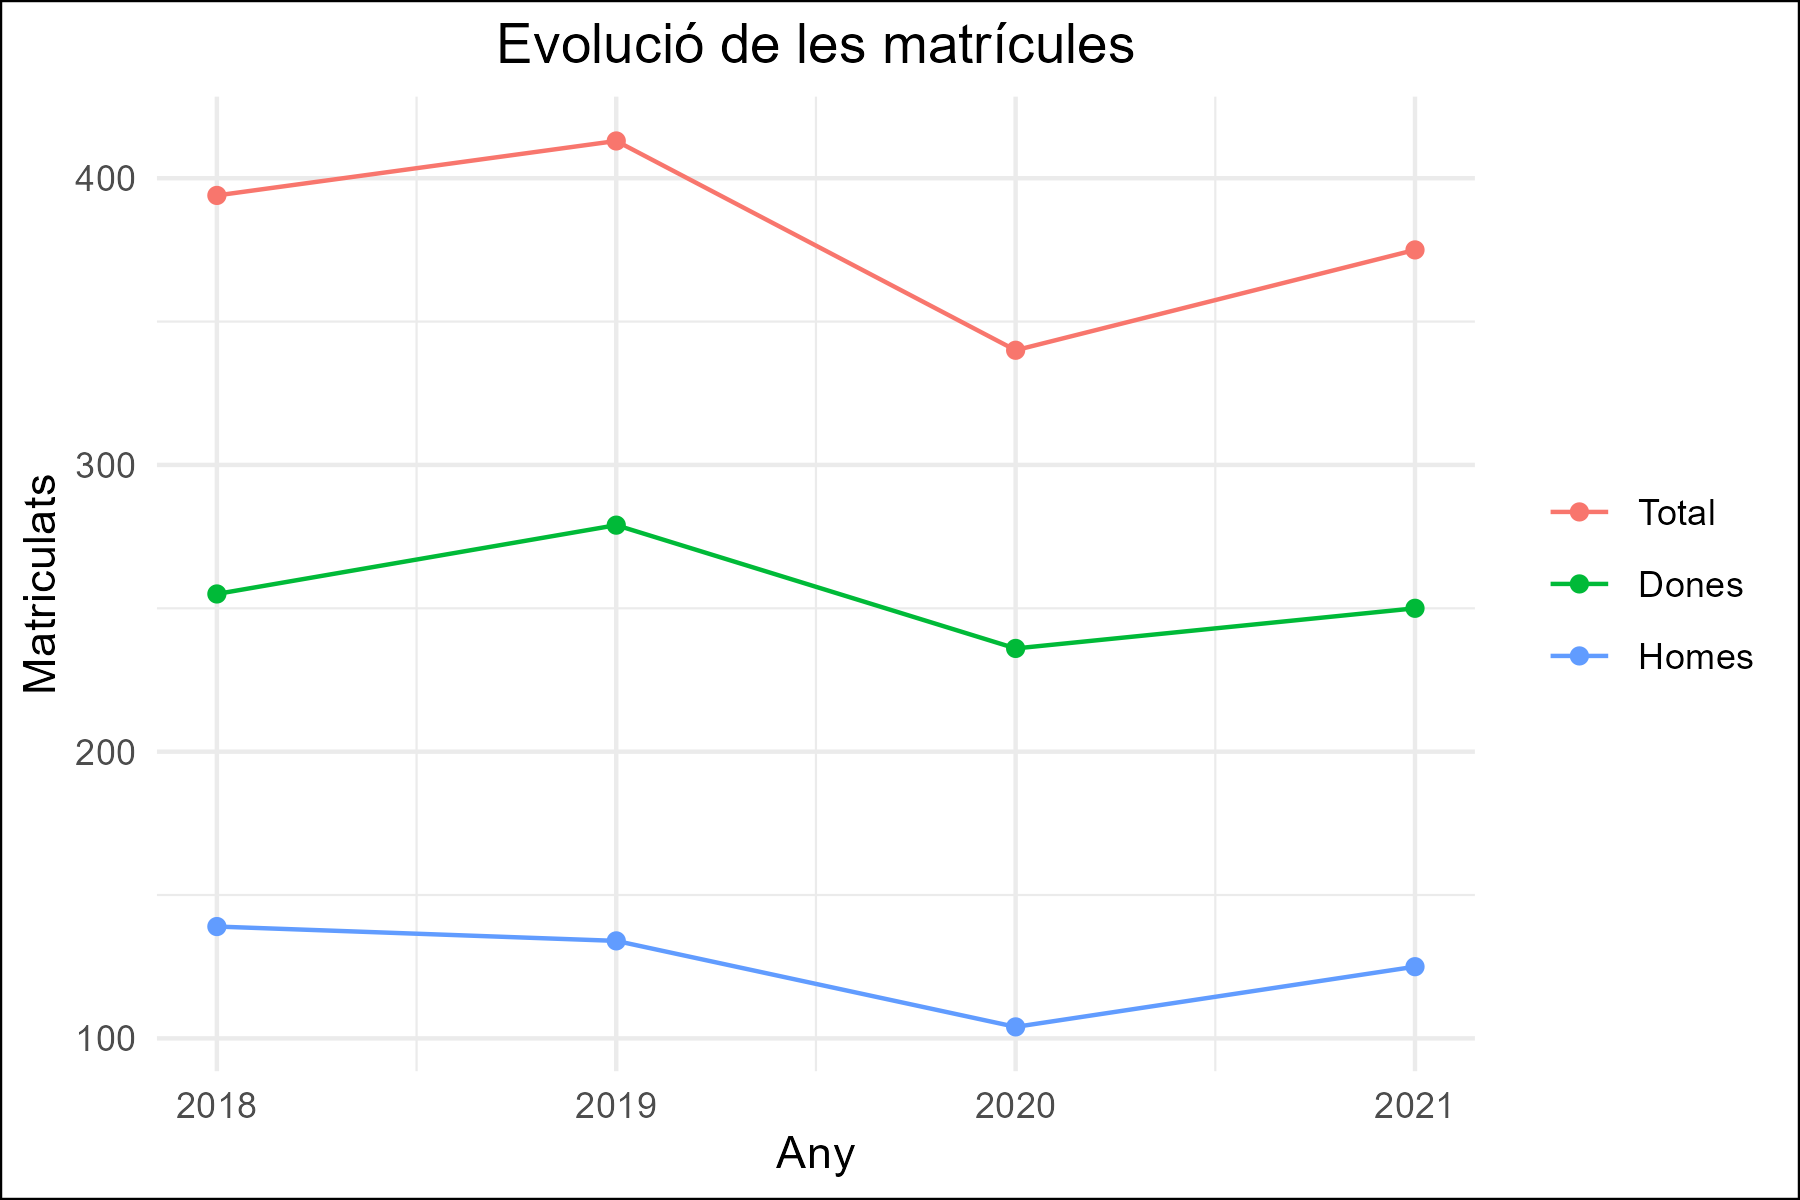 Evolució de les matrícules
Matriculats
400
300
200
100
2018
2019
2020
2021
Any
Total
Dones
Homes